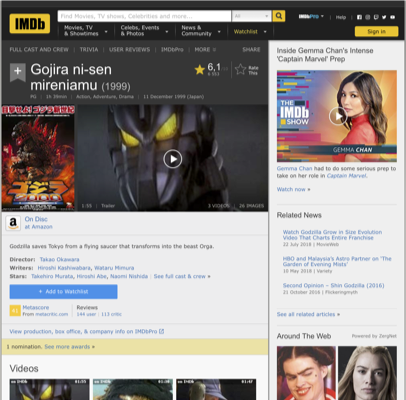 IMDb
Find Movies, TV shows, Celebrities and more...
All
Movies, TV
& Showtimes
Celebs, Events
& Photos
News &
Community
Watchlist
IMDbPro
Help
Sign in
FULL CAST AND CREW | TRIVIA | USER REVIEWS | IMDbPro | MORE
SHARE
Gojira ni-sen
mireniamu (1999)
6,1
Rate
This
PG | 1h 39min | Action, Adventure, Drama | 11 December 1999 (Japan)
1:55 | Trailer
3 VIDEOS | 26 IMAGES
On Disc
at Amazon
Godzilla saves Tokyo from a flying saucer that transforms into the beast Orga.
Director: Takao Okawara
Writers: Hiroshi Kashiwabara, Wataru Mimura
Stars: Takehiro Murata, Hiroshi Abe, Naomi Nishida | See full cast & crew »
+ Add to Watchlist
Metascore
From metacritic.com
Reviews
144 user | 113 critic
View production, box office, & company info on IMDbPro
1 nomination. See more awards »
Videos
Inside Gemma Chan's Intense
'Captain Marvel' Prep
THE
IMDb
SHOW
GEMMA CHAN
Gemma Chan had to do some serious prep to
take on her role in Captain Marvel.
Watch now »
Related News
Watch Godzilla Grow in Size Evolution
Video That Charts Entire Franchise
22 July 2018 | MovieWeb
HBO and Malaysia's Astro Partner on 'The
Garden of Evening Mists'
10 May 2018 | Variety
Second Opinion – Shin Godzilla (2016)
21 October 2016 | Flickeringmyth
See all related articles »
Around The Web
Powered by ZergNet